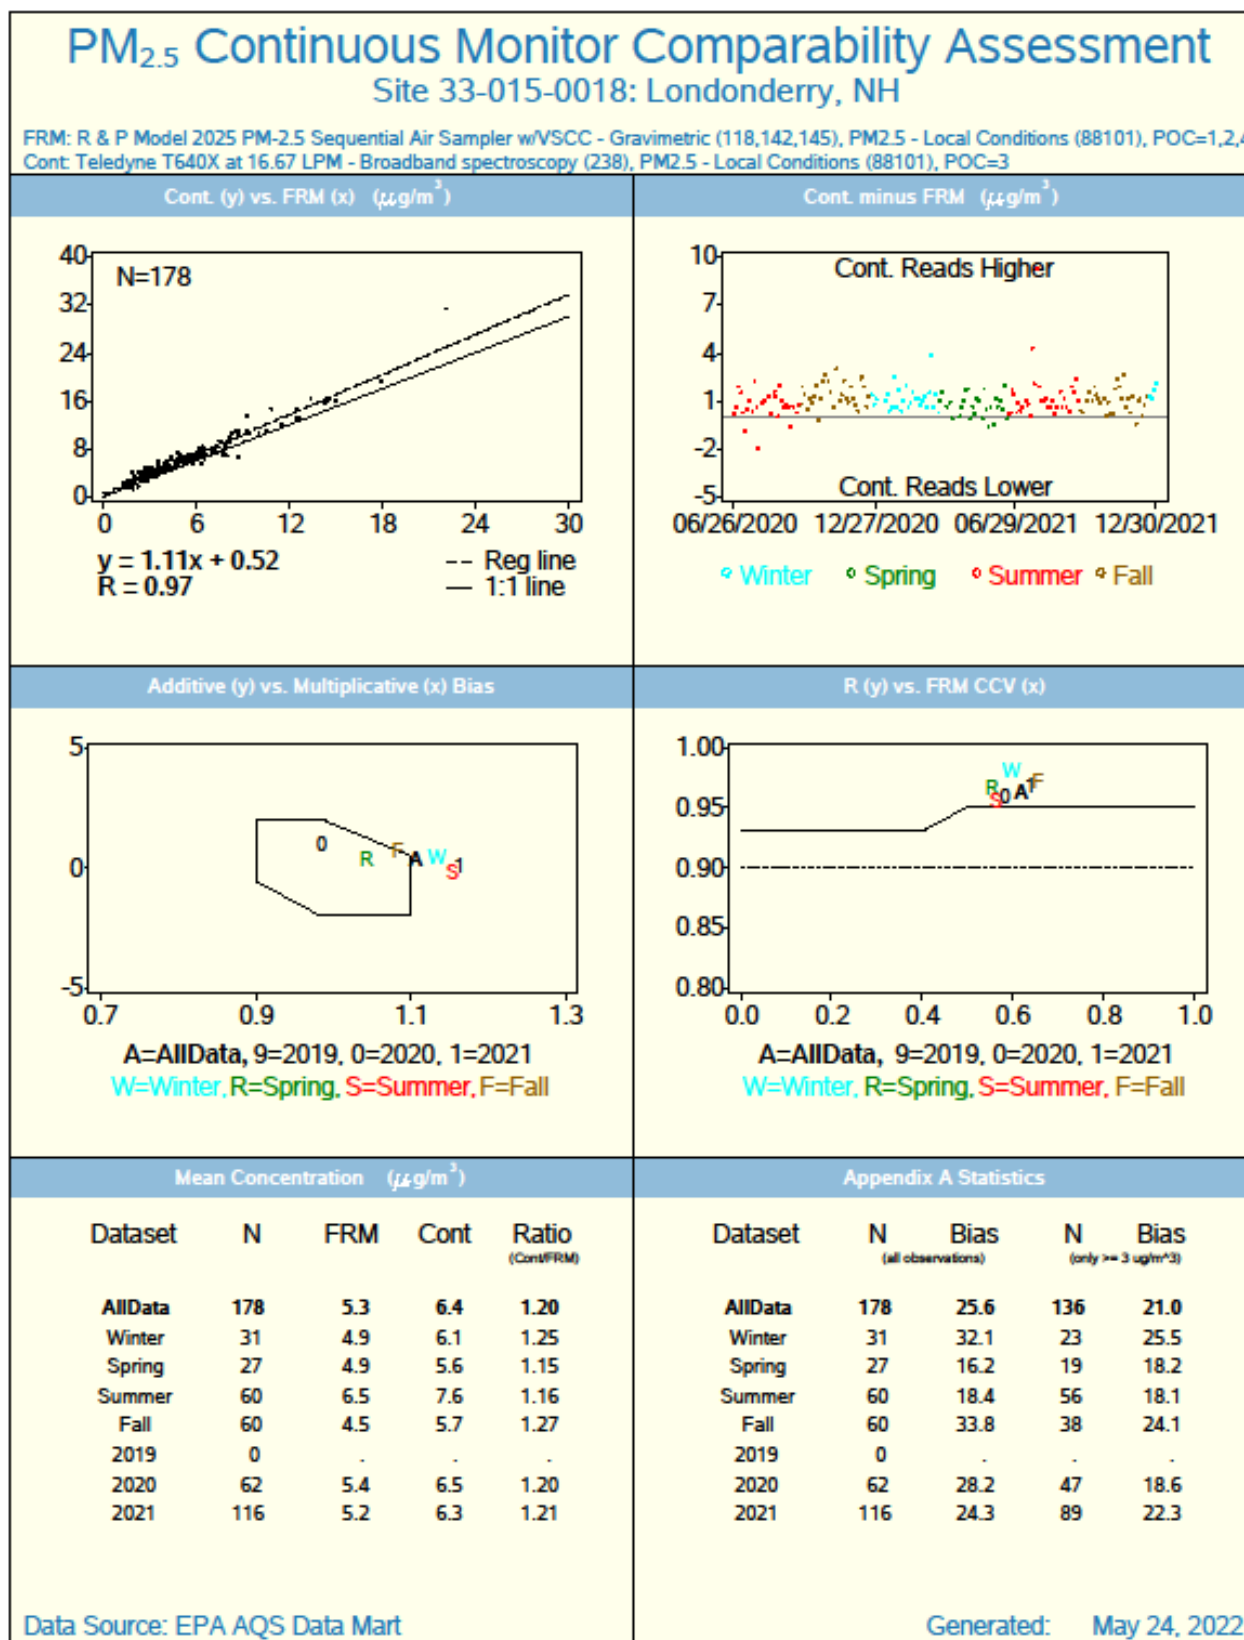 PM2.5 Continuous Monitor Comparability Assessment
Site 33-015-0018: Londonderry, NH
FRM: R & P Model 2025 PM-2.5 Sequential Air Sampler w/VSCC - Gravimetric (118,142,145), PM2.5 - Local Conditions (88101), POC=1,2,4
Cont: Teledyne T640X at 16.67 LPM - Broadband spectroscopy (238), PM2.5 - Local Conditions (88101), POC=3
Cont. (y) vs. FRM (x) (μg/m³)
40
32
24
16
8
0
N=178
0 6 12 18 24 30
y = 1.11x + 0.52
R = 0.97
-- Reg line
— 1:1 line
Cont. minus FRM (μg/m³)
10
7
4
1
-2
-5
Cont. Reads Higher
Cont. Reads Lower
06/26/2020 12/27/2020 06/29/2021 12/30/2021
Winter Spring Summer Fall
Additive (y) vs. Multiplicative (x) Bias
5
0
-5
0 R F A W S 1
0.7 0.9 1.1 1.3
A=AllData, 9=2019, 0=2020, 1=2021
W=Winter, R=Spring, S=Summer, F=Fall
R (y) vs. FRM CCV (x)
1.00
0.95
0.90
0.85
0.80
W
R S 0 A 1 F
0.0 0.2 0.4 0.6 0.8 1.0
A=AllData, 9=2019, 0=2020, 1=2021
W=Winter, R=Spring, S=Summer, F=Fall
Mean Concentration (μg/m³)
Dataset N FRM Cont Ratio
(Cont/FRM)
AllData 178 5.3 6.4 1.20
Winter 31 4.9 6.1 1.25
Spring 27 4.9 5.6 1.15
Summer 60 6.5 7.6 1.16
Fall 60 4.5 5.7 1.27
2019 0 . . .
2020 62 5.4 6.5 1.20
2021 116 5.2 6.3 1.21
Appendix A Statistics
Dataset N Bias N Bias
(all observations) (only >= 3 ug/m^3)
AllData 178 25.6 136 21.0
Winter 31 32.1 23 25.5
Spring 27 16.2 19 18.2
Summer 60 18.4 56 18.1
Fall 60 33.8 38 24.1
2019 0 . . .
2020 62 28.2 47 18.6
2021 116 24.3 89 22.3
Data Source: EPA AQS Data Mart
Generated: May 24, 2022